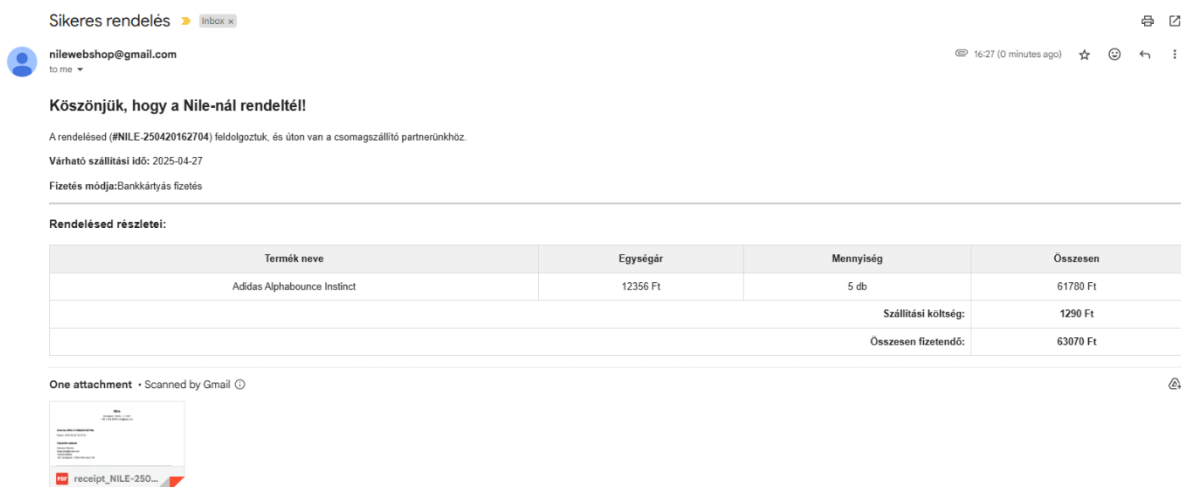 Sikeres rendelés Inbox x
nilewebshop@gmail.com 16:27 (0 minutes ago)
to me
Köszönjük, hogy a Nile-nál rendeltél!
A rendelésed (#NILE-250420162704) feldolgoztuk, és úton van a csomagszállító partnerünkhöz.
Várható szállítási idő: 2025-04-27
Fizetés módja:Bankkártyás fizetés
Rendelésed részletei:
Termék neve Egységár Mennyiség Összesen
Adidas Alphabounce Instinct 12356 Ft 5 db 61780 Ft
Szállítási költség: 1290 Ft
Összesen fizetendő: 63070 Ft
One attachment • Scanned by Gmail
Nile
PDF receipt_NILE-250...